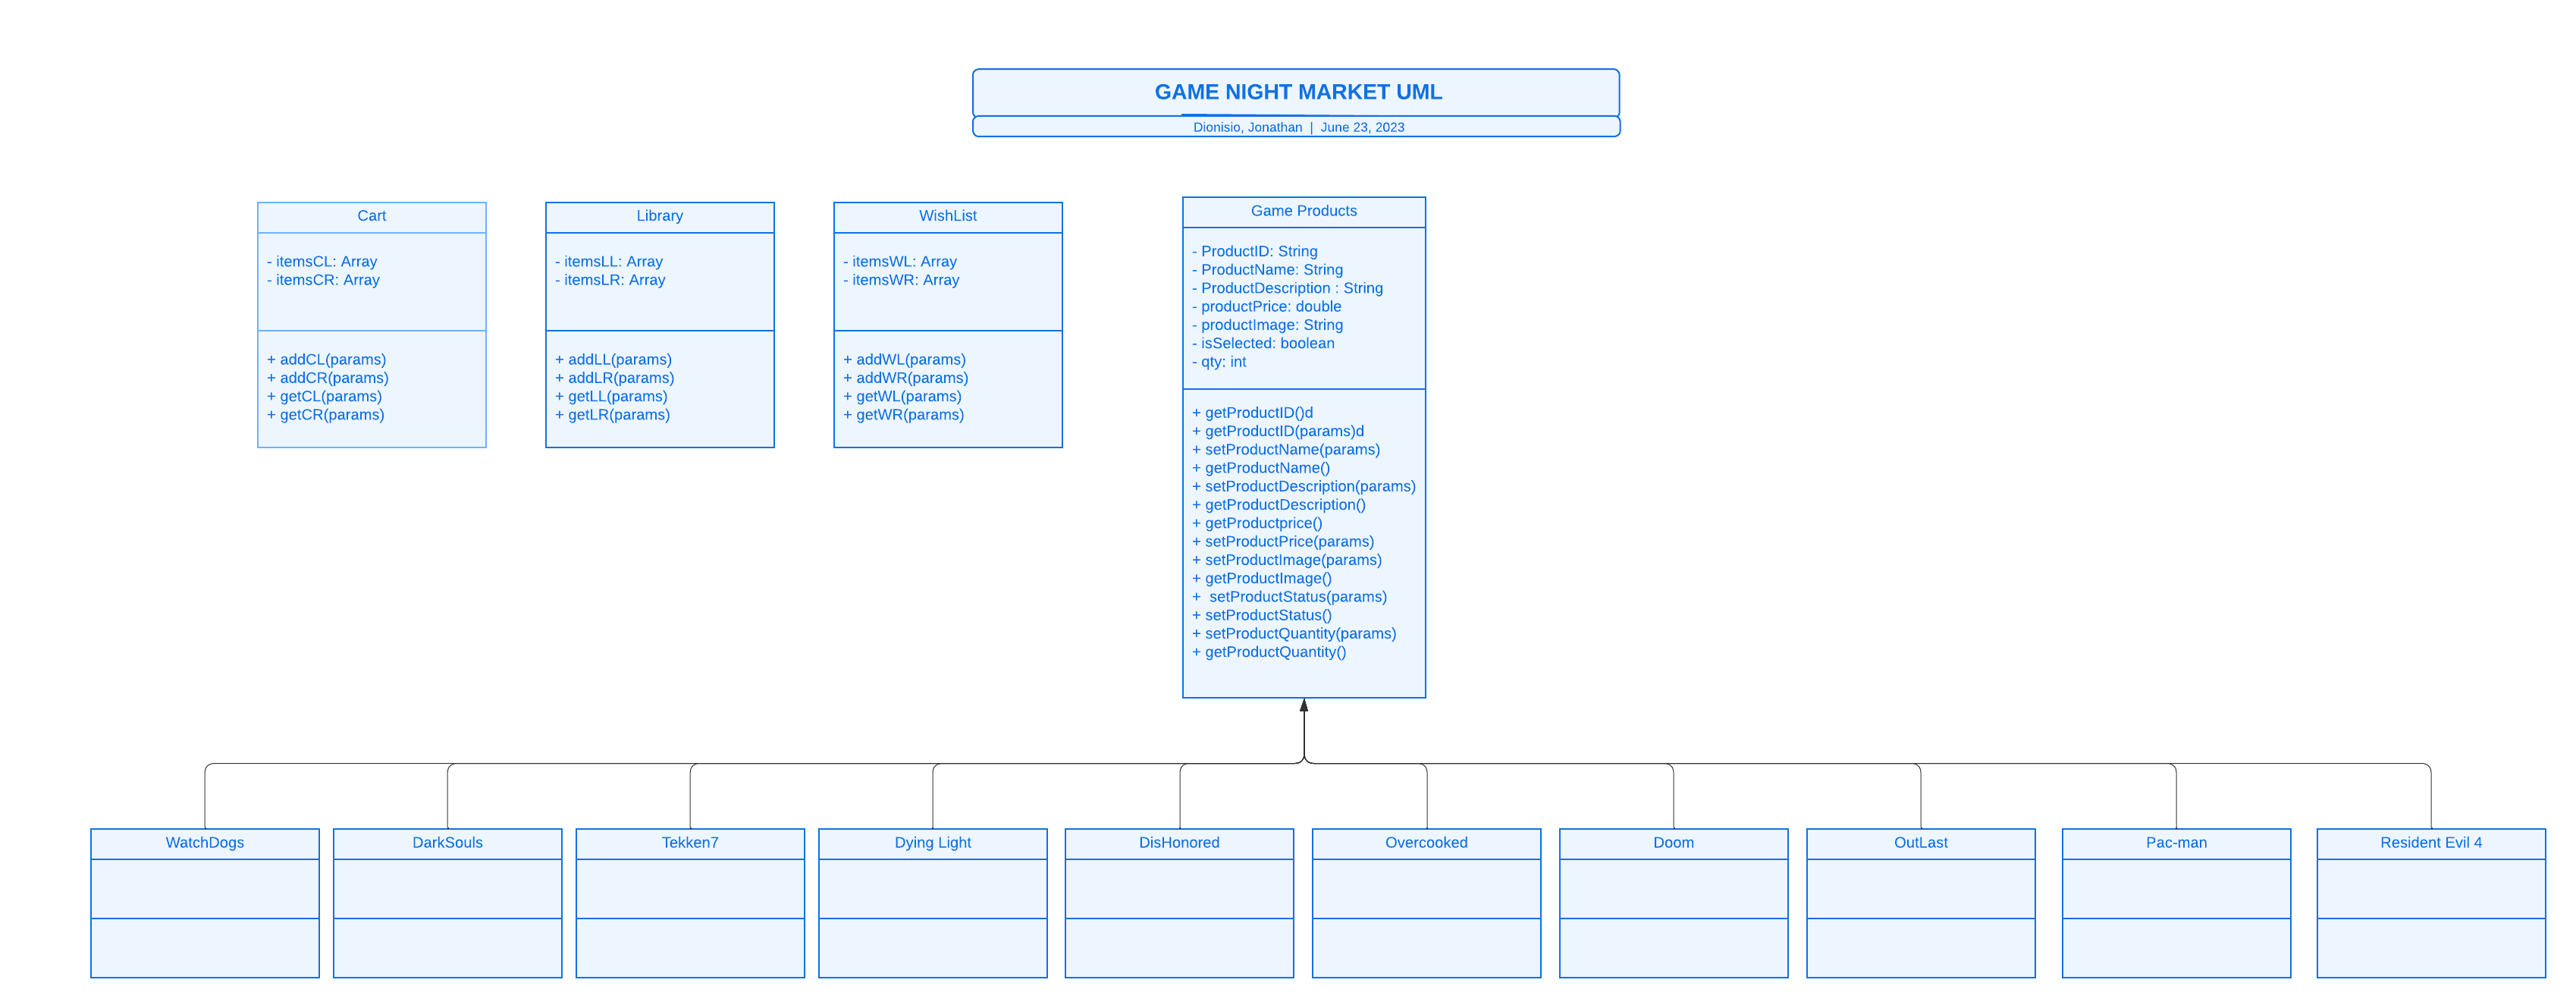 GAME NIGHT MARKET UML
Dionisio, Jonathan | June 23, 2023
Cart
- itemsCL: Array
- itemsCR: Array
+ addCL(params)
+ addCR(params)
+ getCL(params)
+ getCR(params)
Library
- itemsLL: Array
- itemsLR: Array
+ addLL(params)
+ addLR(params)
+ getLL(params)
+ getLR(params)
WishList
- itemsWL: Array
- itemsWR: Array
+ addWL(params)
+ addWR(params)
+ getWL(params)
+ getWR(params)
Game Products
- ProductID: String
- ProductName: String
- ProductDescription : String
- productPrice: double
- productImage: String
- isSelected: boolean
- qty: int
+ getProductID()d
+ getProductID(params)d
+ setProductName(params)
+ getProductName()
+ setProductDescription(params)
+ getProductDescription()
+ getProductprice()
+ setProductPrice(params)
+ setProductImage(params)
+ getProductImage()
+  setProductStatus(params)
+ setProductStatus()
+ setProductQuantity(params)
+ getProductQuantity()
WatchDogs
DarkSouls
Tekken7
Dying Light
DisHonored
Overcooked
Doom
OutLast
Pac-man
Resident Evil 4